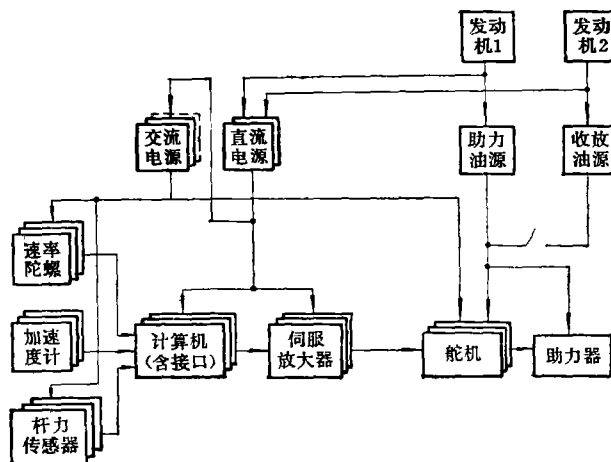 发动
机1
发动
机2
交流
电源
直流
电源
助力
油源
收放
油源
速率
陀螺
加速
度计
计算机
(含接口)
伺服
放大器
舵机
助力器
杆力
传感器